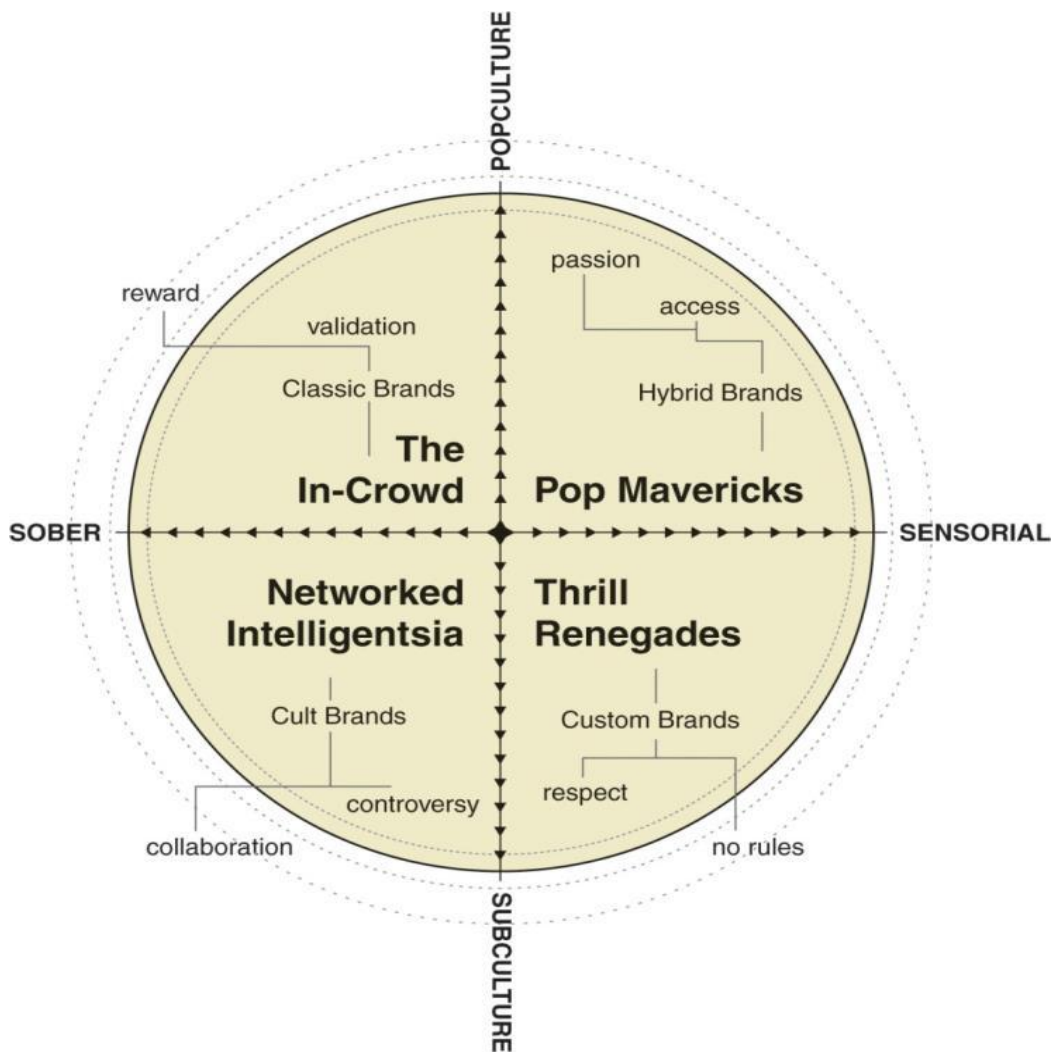 POPCULTURE
passion
reward
access
validation
Classic Brands
Hybrid Brands
The
In-Crowd
Pop Mavericks
SOBER
SENSORIAL
Networked
Intelligentsia
Thrill
Renegades
Cult Brands
Custom Brands
controversy
respect
collaboration
no rules
SUBCULTURE